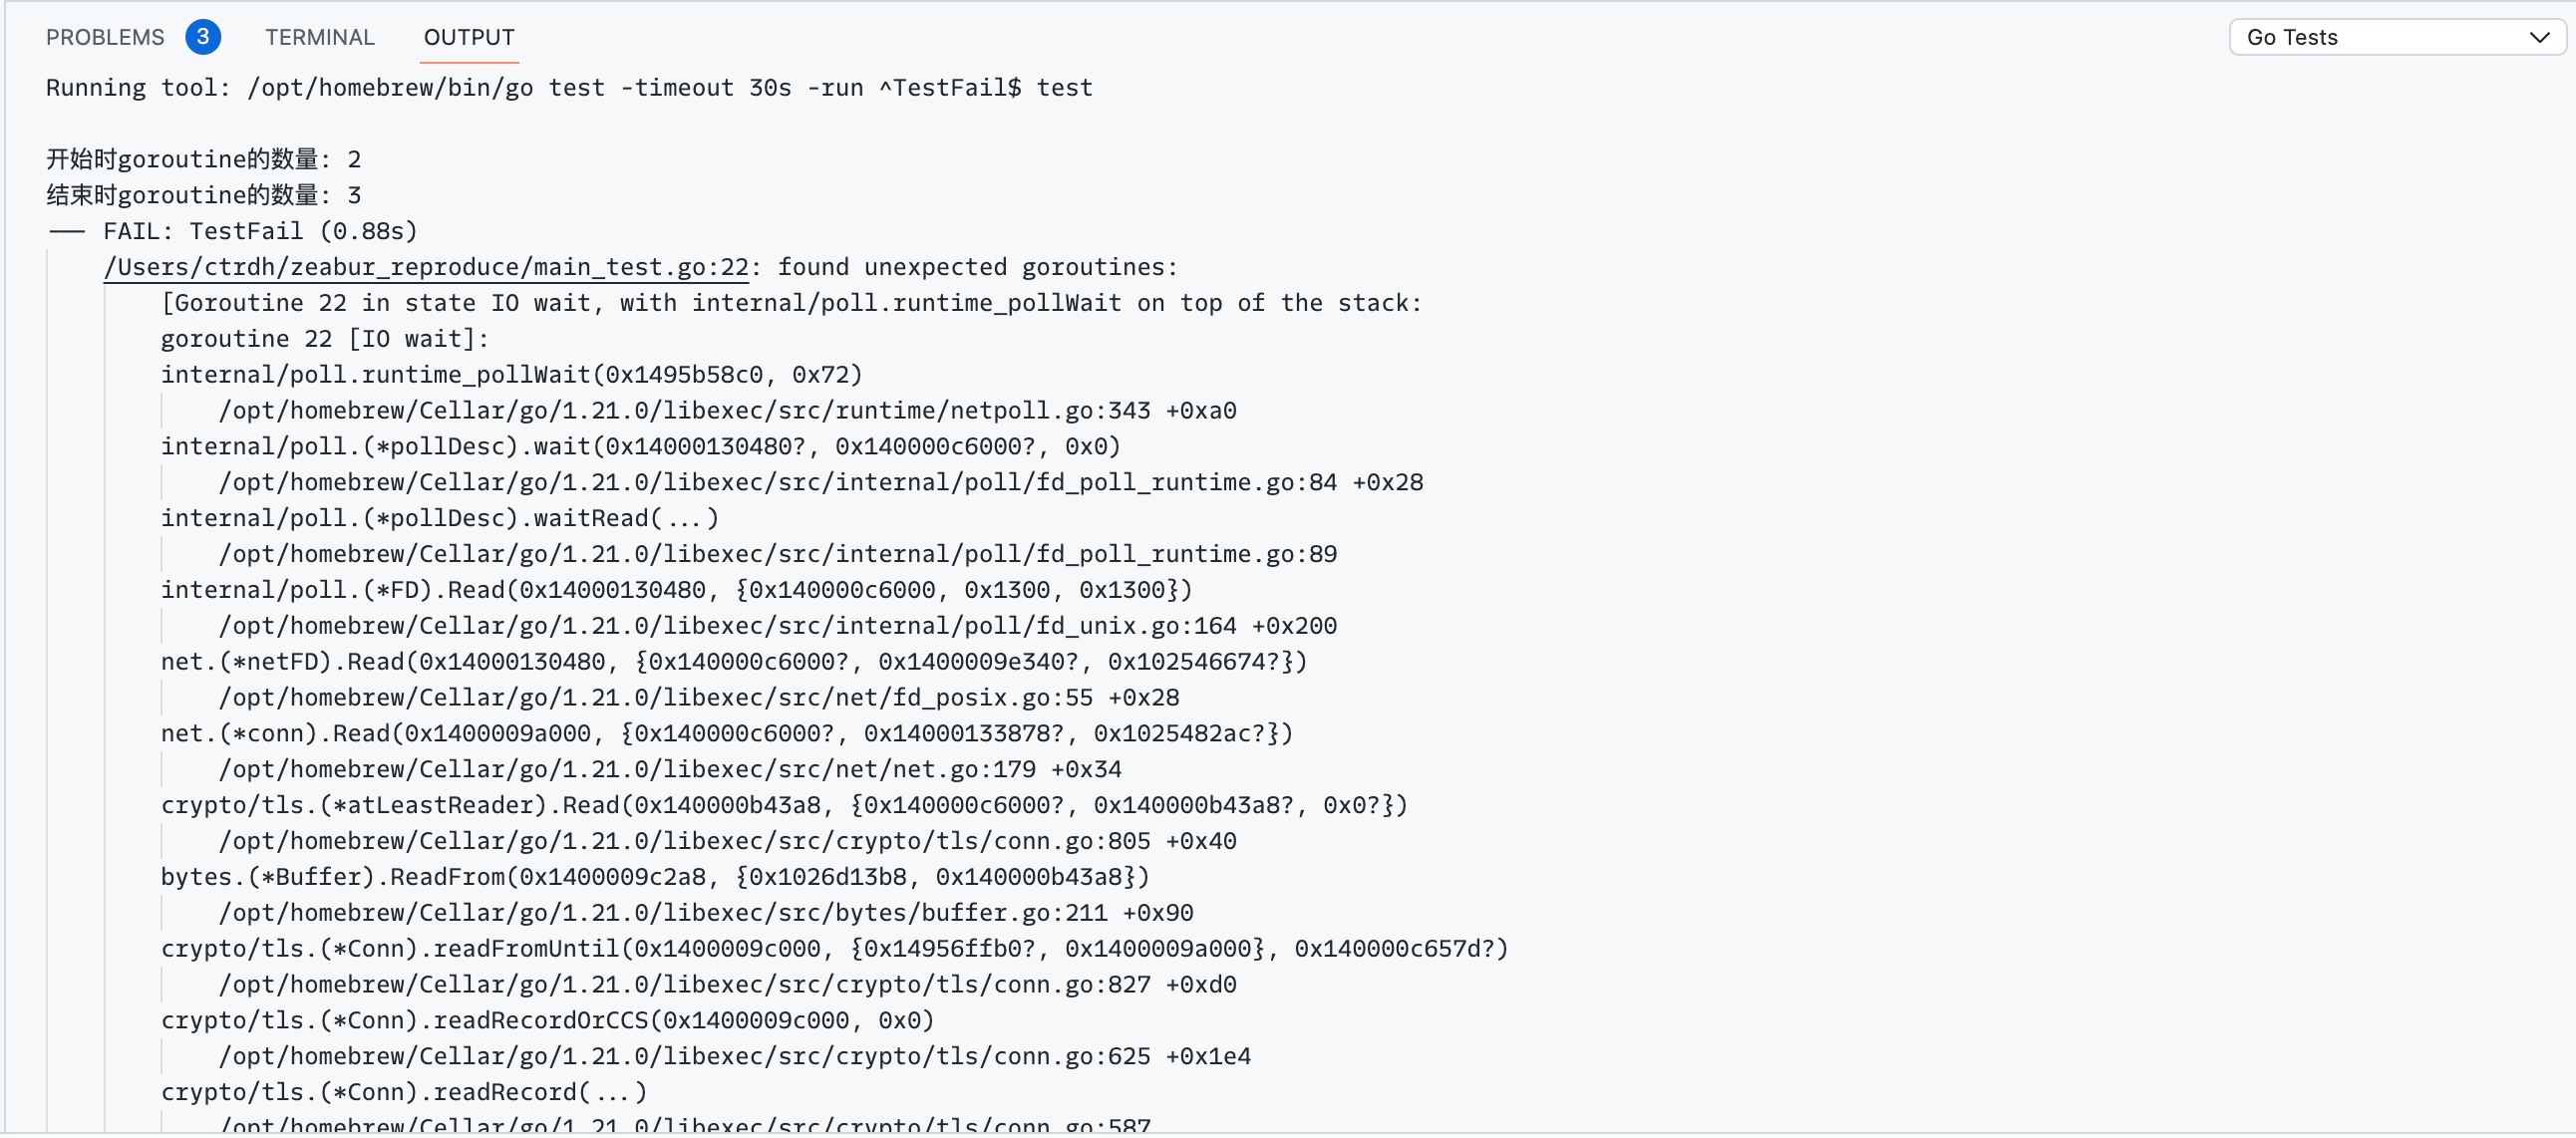 PROBLEMS 3 TERMINAL OUTPUT Go Tests
Running tool: /opt/homebrew/bin/go test -timeout 30s -run ^TestFail$ test
开始时goroutine的数量: 2
结束时goroutine的数量: 3
--- FAIL: TestFail (0.88s)
/Users/ctrdh/zeabur_reproduce/main_test.go:22: found unexpected goroutines:
[Goroutine 22 in state IO wait, with internal/poll.runtime_pollWait on top of the stack:
goroutine 22 [IO wait]:
internal/poll.runtime_pollWait(0x1495b58c0, 0x72)
/opt/homebrew/Cellar/go/1.21.0/libexec/src/runtime/netpoll.go:343 +0xa0
internal/poll.(*pollDesc).wait(0x14000130480?, 0x140000c6000?, 0x0)
/opt/homebrew/Cellar/go/1.21.0/libexec/src/internal/poll/fd_poll_runtime.go:84 +0x28
internal/poll.(*pollDesc).waitRead(...)
/opt/homebrew/Cellar/go/1.21.0/libexec/src/internal/poll/fd_poll_runtime.go:89
internal/poll.(*FD).Read(0x14000130480, {0x140000c6000, 0x1300, 0x1300})
/opt/homebrew/Cellar/go/1.21.0/libexec/src/internal/poll/fd_unix.go:164 +0x200
net.(*netFD).Read(0x14000130480, {0x140000c6000?, 0x1400009e340?, 0x102546674?})
/opt/homebrew/Cellar/go/1.21.0/libexec/src/net/fd_posix.go:55 +0x28
net.(*conn).Read(0x1400009a000, {0x140000c6000?, 0x14000133878?, 0x1025482ac?})
/opt/homebrew/Cellar/go/1.21.0/libexec/src/net/net.go:179 +0x34
crypto/tls.(*atLeastReader).Read(0x140000b43a8, {0x140000c6000?, 0x140000b43a8?, 0x0?})
/opt/homebrew/Cellar/go/1.21.0/libexec/src/crypto/tls/conn.go:805 +0x40
bytes.(*Buffer).ReadFrom(0x1400009c2a8, {0x1026d13b8, 0x140000b43a8})
/opt/homebrew/Cellar/go/1.21.0/libexec/src/bytes/buffer.go:211 +0x90
crypto/tls.(*Conn).readFromUntil(0x1400009c000, {0x14956ffb0?, 0x1400009a000}, 0x140000c657d?)
/opt/homebrew/Cellar/go/1.21.0/libexec/src/crypto/tls/conn.go:827 +0xd0
crypto/tls.(*Conn).readRecordOrCCS(0x1400009c000, 0x0)
/opt/homebrew/Cellar/go/1.21.0/libexec/src/crypto/tls/conn.go:625 +0x1e4
crypto/tls.(*Conn).readRecord(...)
/opt/homebrew/Cellar/go/1.21.0/libexec/src/crypto/tls/conn.go:587